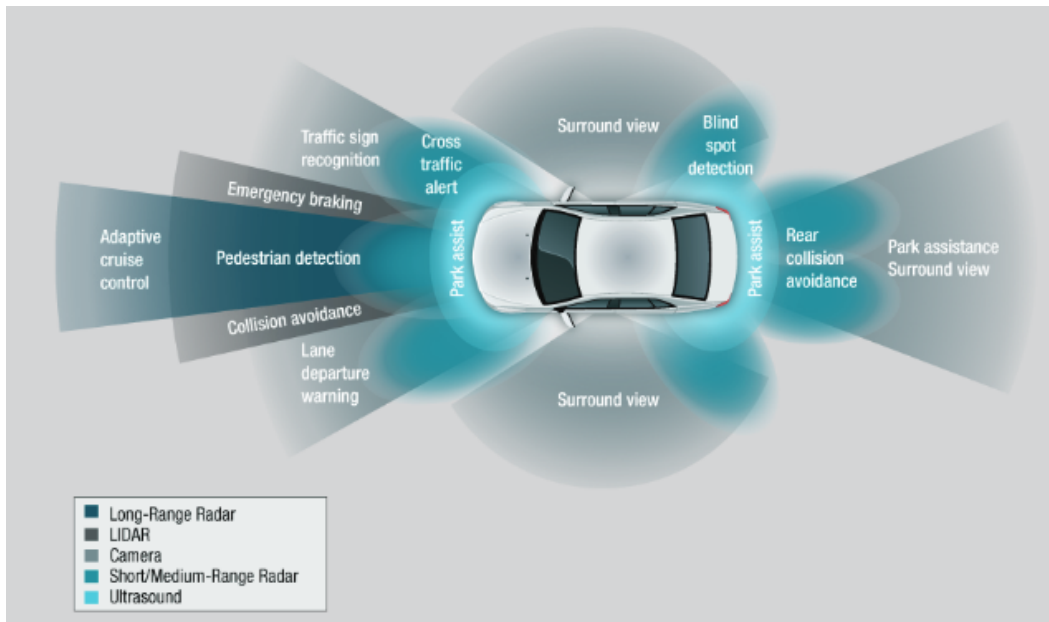 Surround view
Blind
spot
detection
Traffic sign
recognition
Cross
traffic
alert
Emergency braking
Adaptive
cruise
control
Pedestrian detection
Park assist
Park assist
Rear
collision
avoidance
Park assistance
Surround view
Collision avoidance
Lane
departure
warning
Surround view
Long-Range Radar
LIDAR
Camera
Short/Medium-Range Radar
Ultrasound